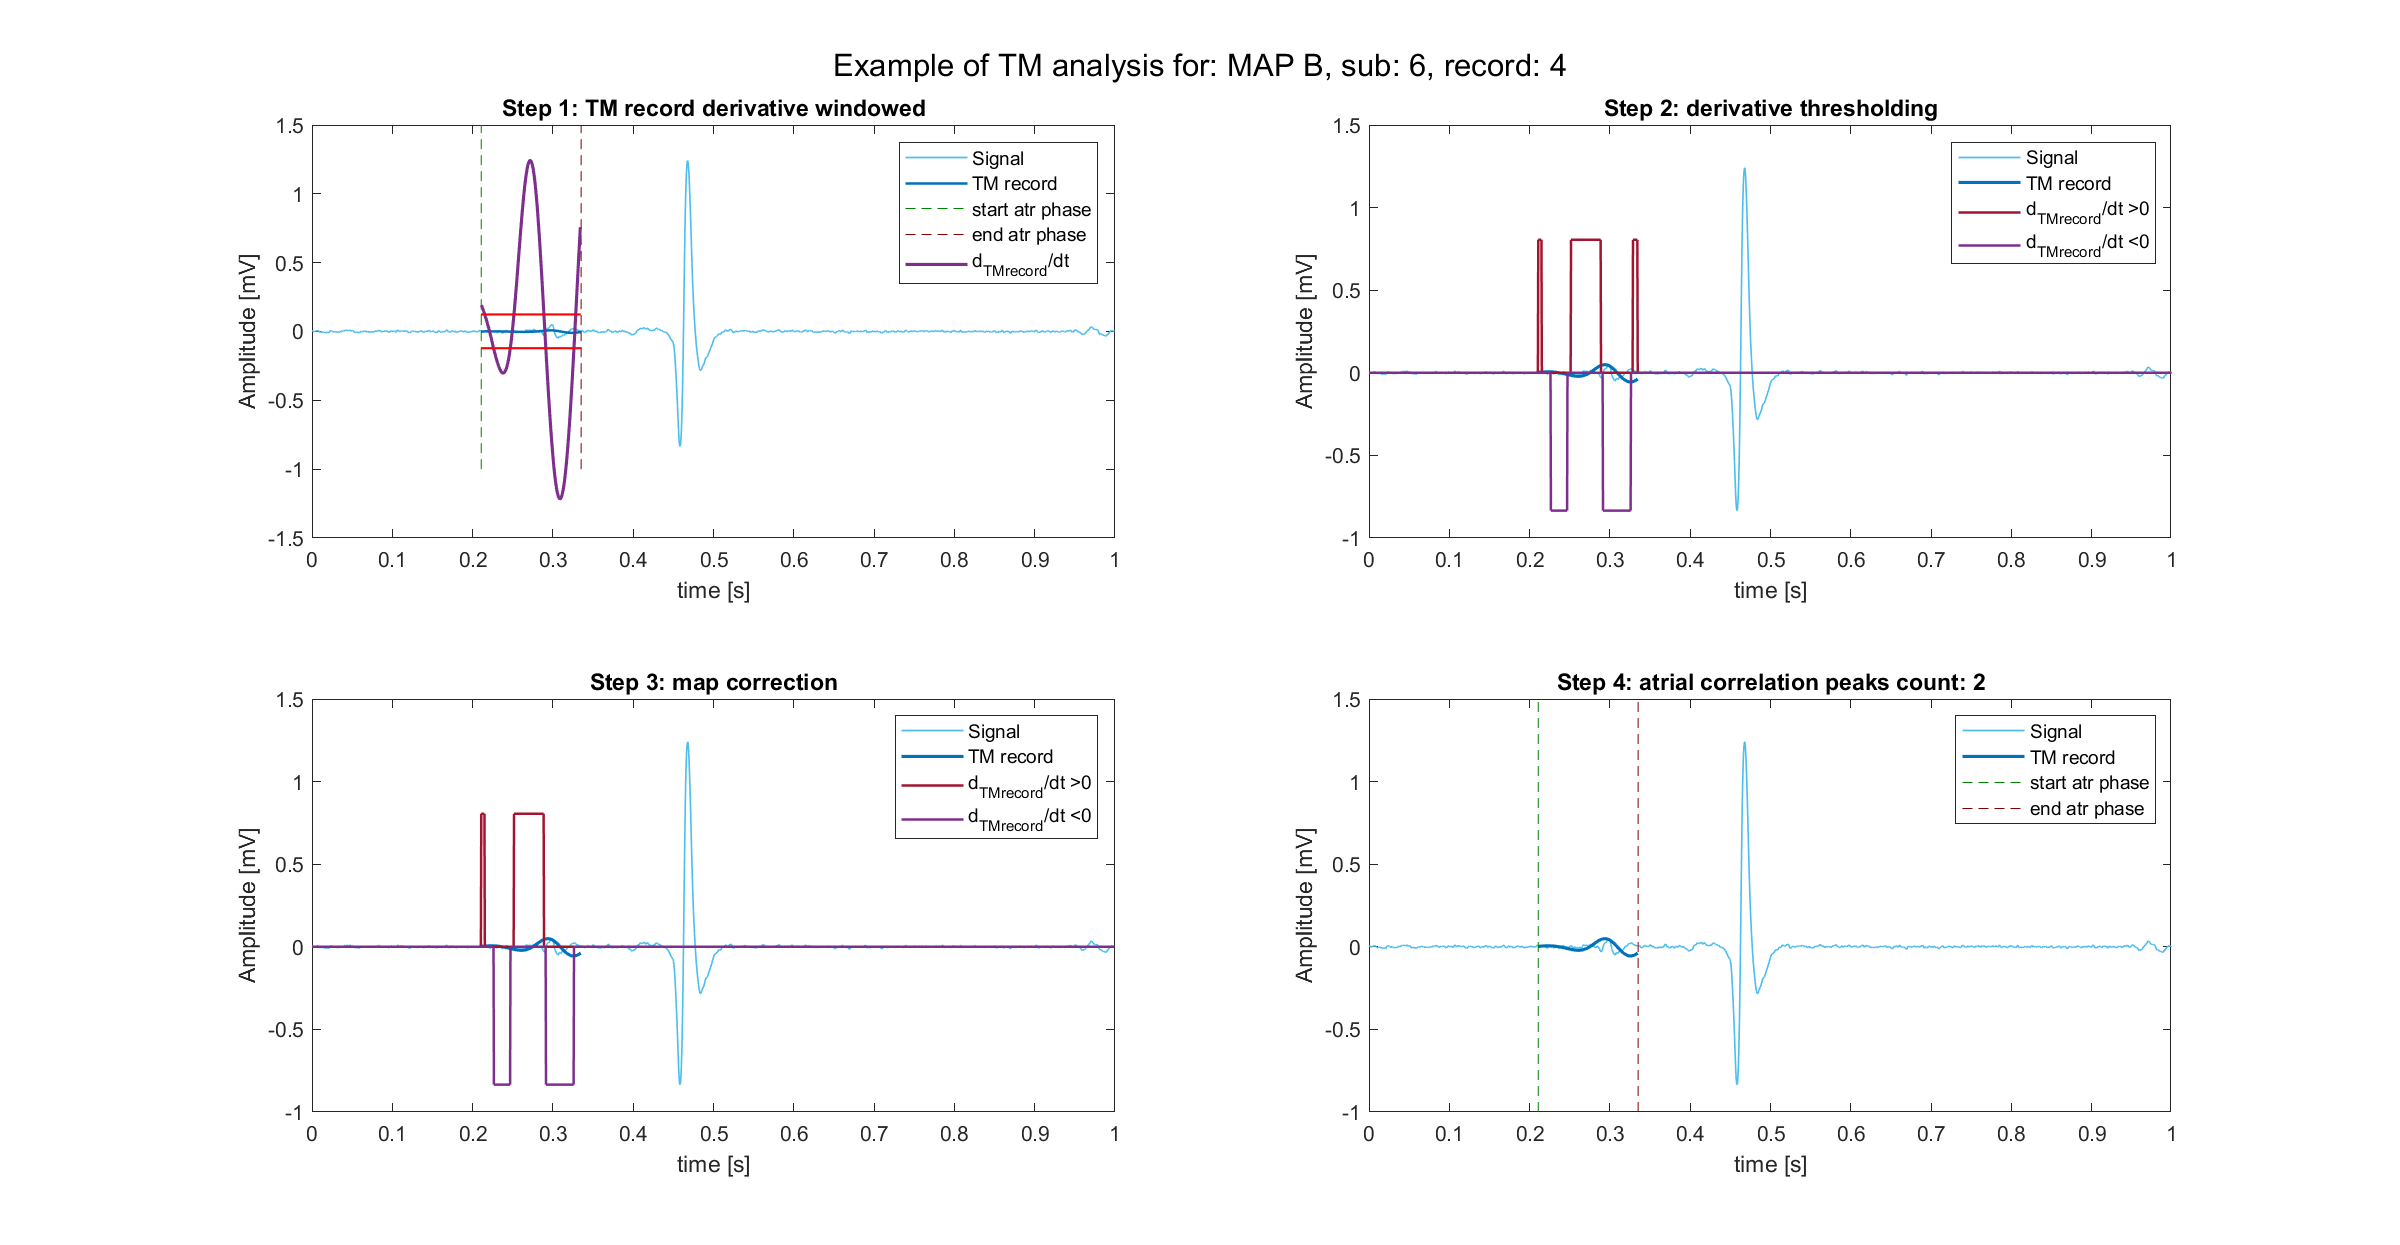 Example of TM analysis for: MAP B, sub: 6, record: 4
Step 1: TM record derivative windowed
1.5
1
0.5
0
-0.5
-1
-1.5
Amplitude [mV]
0 0.1 0.2 0.3 0.4 0.5 0.6 0.7 0.8 0.9 1
time [s]
Signal
TM record
start atr phase
end atr phase
dTMrecord/dt
Step 2: derivative thresholding
1.5
1
0.5
0
-0.5
-1
Amplitude [mV]
0 0.1 0.2 0.3 0.4 0.5 0.6 0.7 0.8 0.9 1
time [s]
Signal
TM record
dTMrecord/dt >0
dTMrecord/dt <0
Step 3: map correction
1.5
1
0.5
0
-0.5
-1
Amplitude [mV]
0 0.1 0.2 0.3 0.4 0.5 0.6 0.7 0.8 0.9 1
time [s]
Signal
TM record
dTMrecord/dt >0
dTMrecord/dt <0
Step 4: atrial correlation peaks count: 2
1.5
1
0.5
0
-0.5
-1
Amplitude [mV]
0 0.1 0.2 0.3 0.4 0.5 0.6 0.7 0.8 0.9 1
time [s]
Signal
TM record
start atr phase
end atr phase